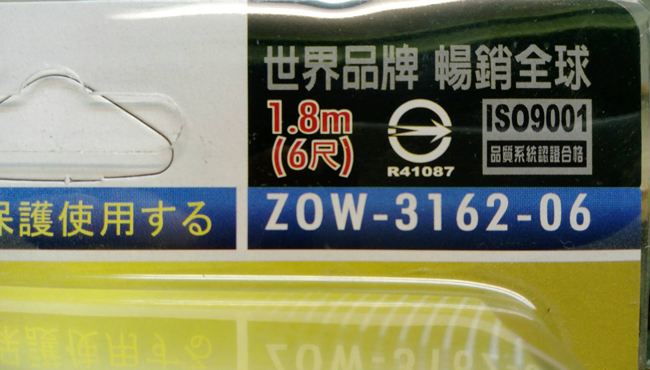 世界品牌 暢銷全球
1.8m
(6尺)
R41087
ISO9001
品質系統認證合格
保護使用する
ZOW-3162-06